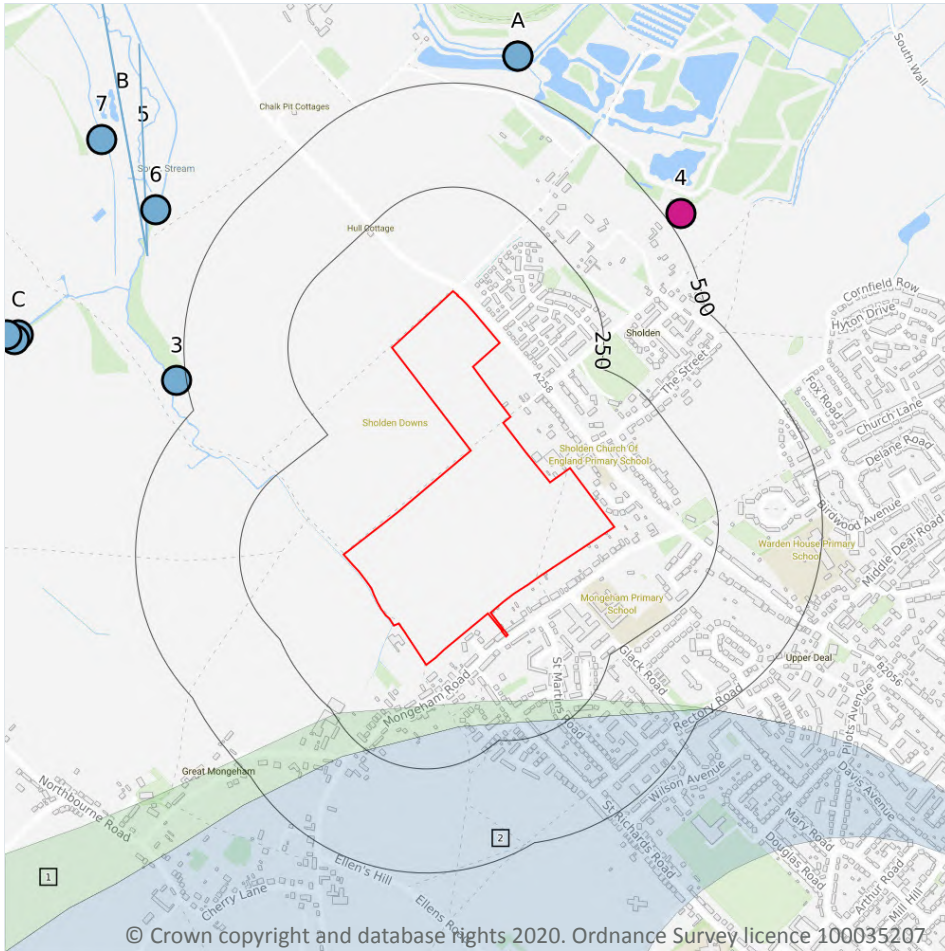 A
B
7
5
Chalk Pit Cottages
South Wall
South Stream
6
4
Hull Cottage
500
C
Cornfield Row
Hyton Drive
Sholden
250
The Street
3
A258
Fox Road
Church Lane
Sholden Downs
Delane Road
Sholden Church Of
England Primary School
Birdwood Avenue
Middle Deal Road
Warden House Primary
School
Mongeham Primary
School
Glack Road
Upper Deal
St Martins Road
B2056
Mongeham Road
Rectory Road
Pilots Avenue
Great Mongeham
Wilson Avenue
Davis Avenue
Northbourne Road
St Richards Road
Mary Road
2
Douglas Road
1
Ellen's Hill
Arthur Road
Mill Hill
Cherry Lane
Ellens Ro
© Crown copyright and database rights 2020. Ordnance Survey licence 100035207.